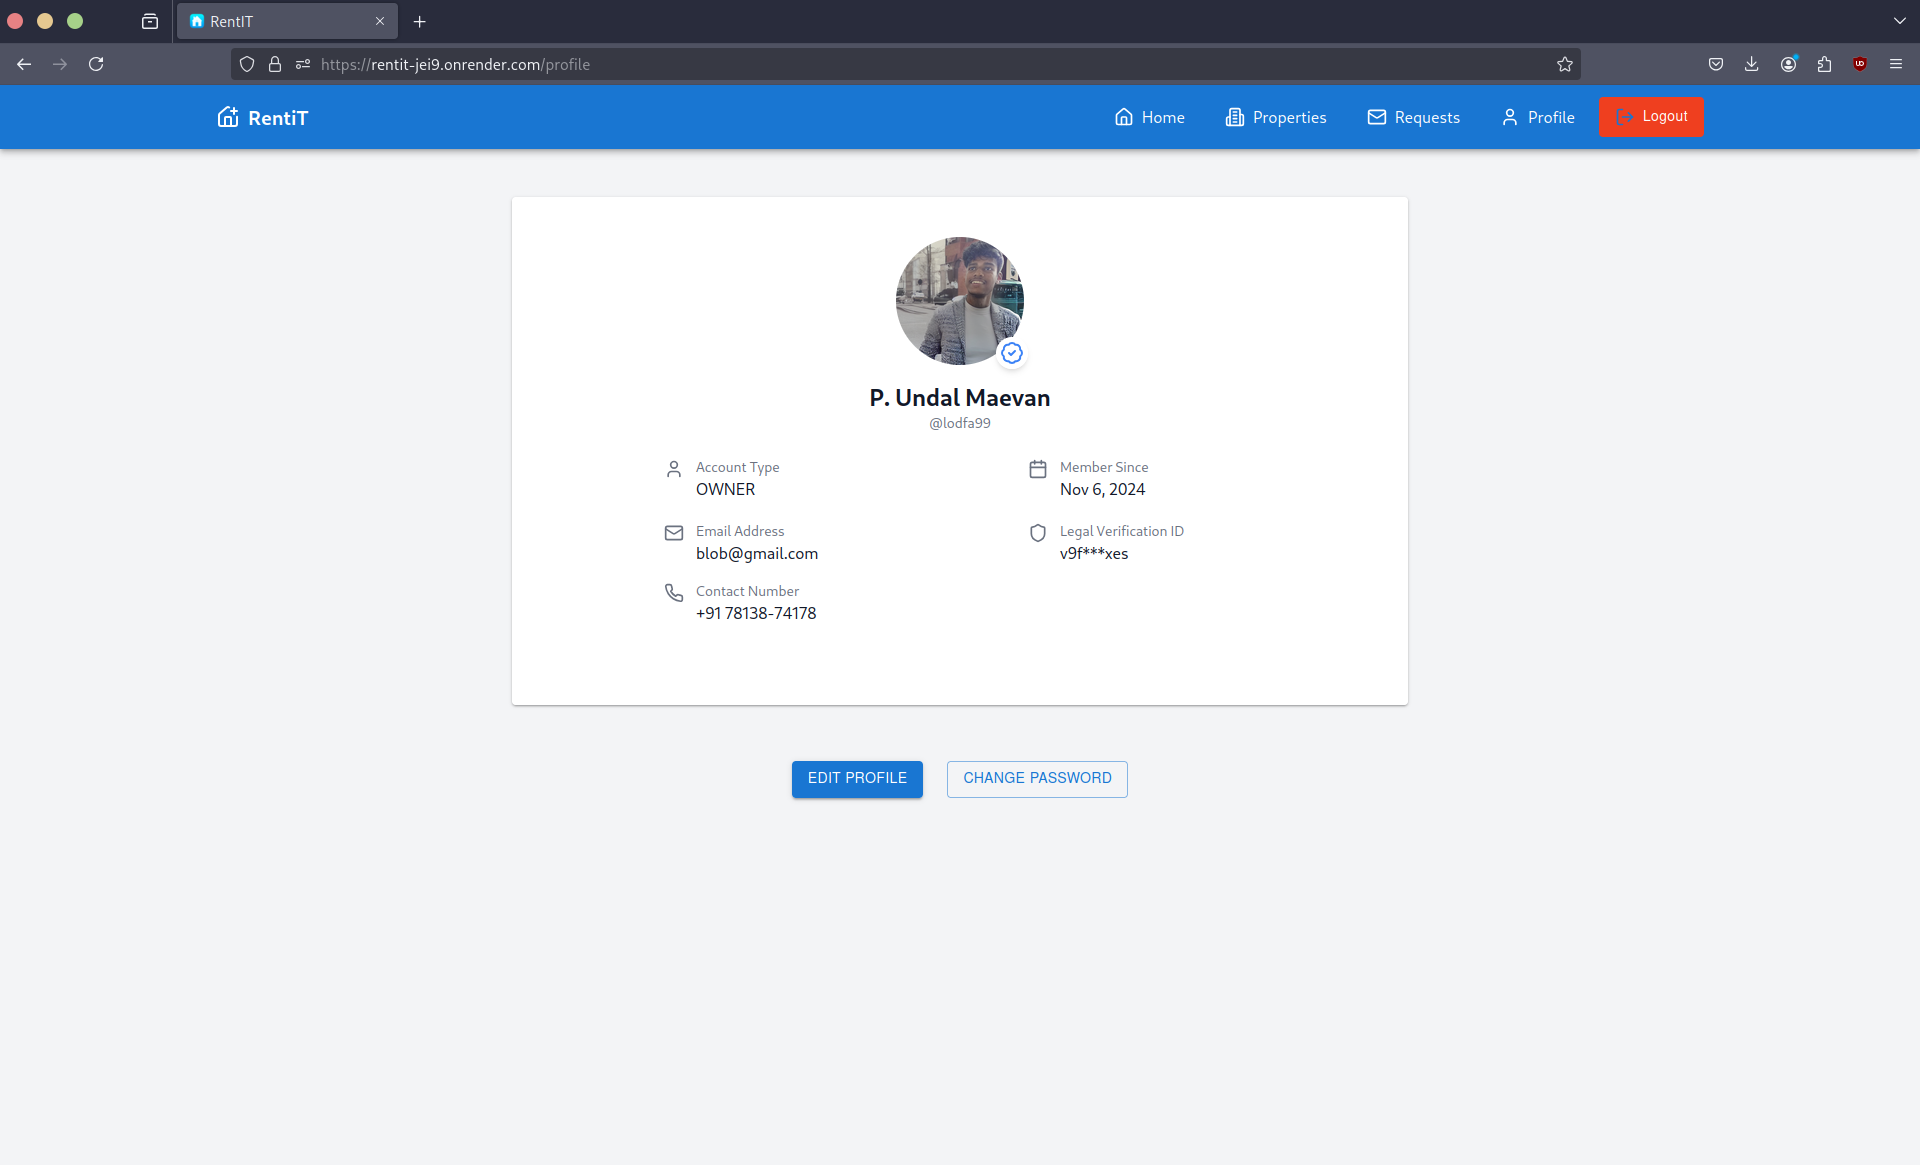 RentIT
https://rentit-jei9.onrender.com/profile
RentiT
Home
Properties
Requests
Profile
Logout
P. Undal Maevan
@lodfa99
Account Type
OWNER
Member Since
Nov 6, 2024
Email Address
blob@gmail.com
Legal Verification ID
v9f***xes
Contact Number
+91 78138-74178
EDIT PROFILE
CHANGE PASSWORD